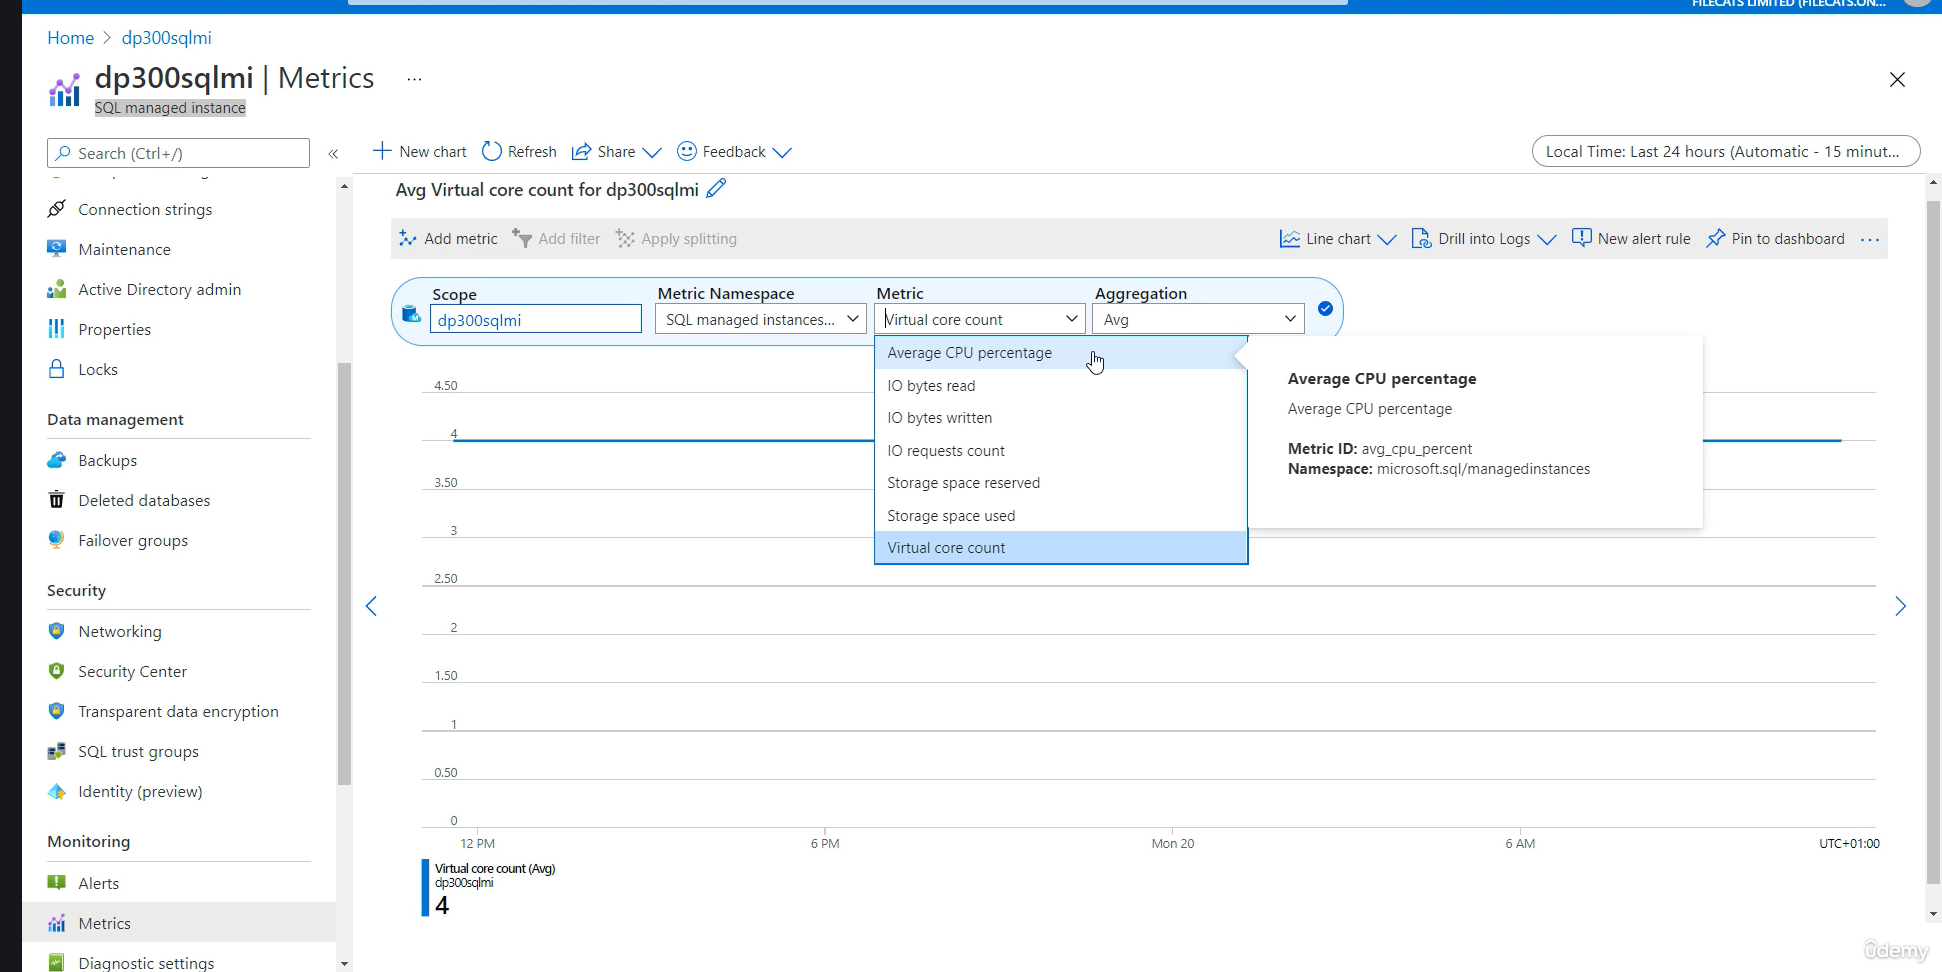 FILECATS LIMITED (FILECATS.ON...
Home > dp300sqlmi
dp300sqlmi | Metrics ...
SQL managed instance
Search (Ctrl+/)
«
New chart
Refresh
Share
Feedback
Local Time: Last 24 hours (Automatic - 15 minut...
Avg Virtual core count for dp300sqlmi
Add metric
Add filter
Apply splitting
Line chart
Drill into Logs
New alert rule
Pin to dashboard
...
Scope
dp300sqlmi
Metric Namespace
SQL managed instances...
Metric
Virtual core count
Aggregation
Avg
Average CPU percentage
IO bytes read
IO bytes written
IO requests count
Storage space reserved
Storage space used
Virtual core count
Average CPU percentage
Average CPU percentage
Metric ID: avg_cpu_percent
Namespace: microsoft.sql/managedinstances
4.50
4
3.50
3
2.50
2
1.50
1
0.50
0
12 PM
6 PM
Mon 20
6 AM
UTC+01:00
Virtual core count (Avg)
dp300sqlmi
4
Connection strings
Maintenance
Active Directory admin
Properties
Locks
Data management
Backups
Deleted databases
Failover groups
Security
Networking
Security Center
Transparent data encryption
SQL trust groups
Identity (preview)
Monitoring
Alerts
Metrics
Diagnostic settings
ûdemy